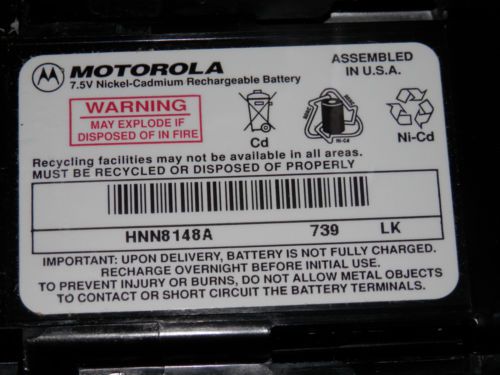 MOTOROLA
7.5V Nickel-Cadmium Rechargeable Battery
ASSEMBLED
IN U.S.A.
WARNING
MAY EXPLODE IF
DISPOSED OF IN FIRE
Cd
Ni-Cd
Recycling facilities may not be available in all areas.
MUST BE RECYCLED OR DISPOSED OF PROPERLY
HNN8148A 739 LK
IMPORTANT: UPON DELIVERY, BATTERY IS NOT FULLY CHARGED.
RECHARGE OVERNIGHT BEFORE INITIAL USE.
TO PREVENT INJURY OR BURNS, DO NOT ALLOW METAL OBJECTS
TO CONTACT OR SHORT CIRCUIT THE BATTERY TERMINALS.